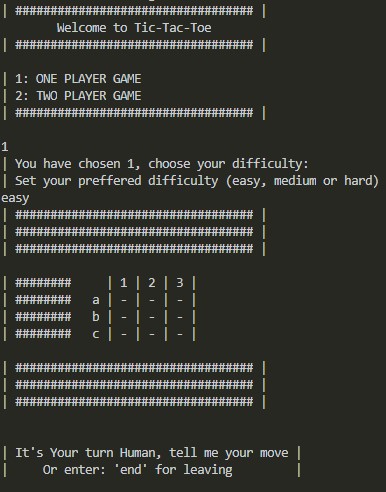 | ################################## |
       Welcome to Tic-Tac-Toe
| ################################## |

| 1: ONE PLAYER GAME
| 2: TWO PLAYER GAME
| ################################## |

1
| You have chosen 1, choose your difficulty:
| Set your preffered difficulty (easy, medium or hard)
easy
| ################################## |
| ################################## |
| ################################## |

| ########     | 1 | 2 | 3 |
| ########   a | - | - | - |
| ########   b | - | - | - |
| ########   c | - | - | - |

| ################################## |
| ################################## |
| ################################## |

| It's Your turn Human, tell me your move |
|     Or enter: 'end' for leaving         |